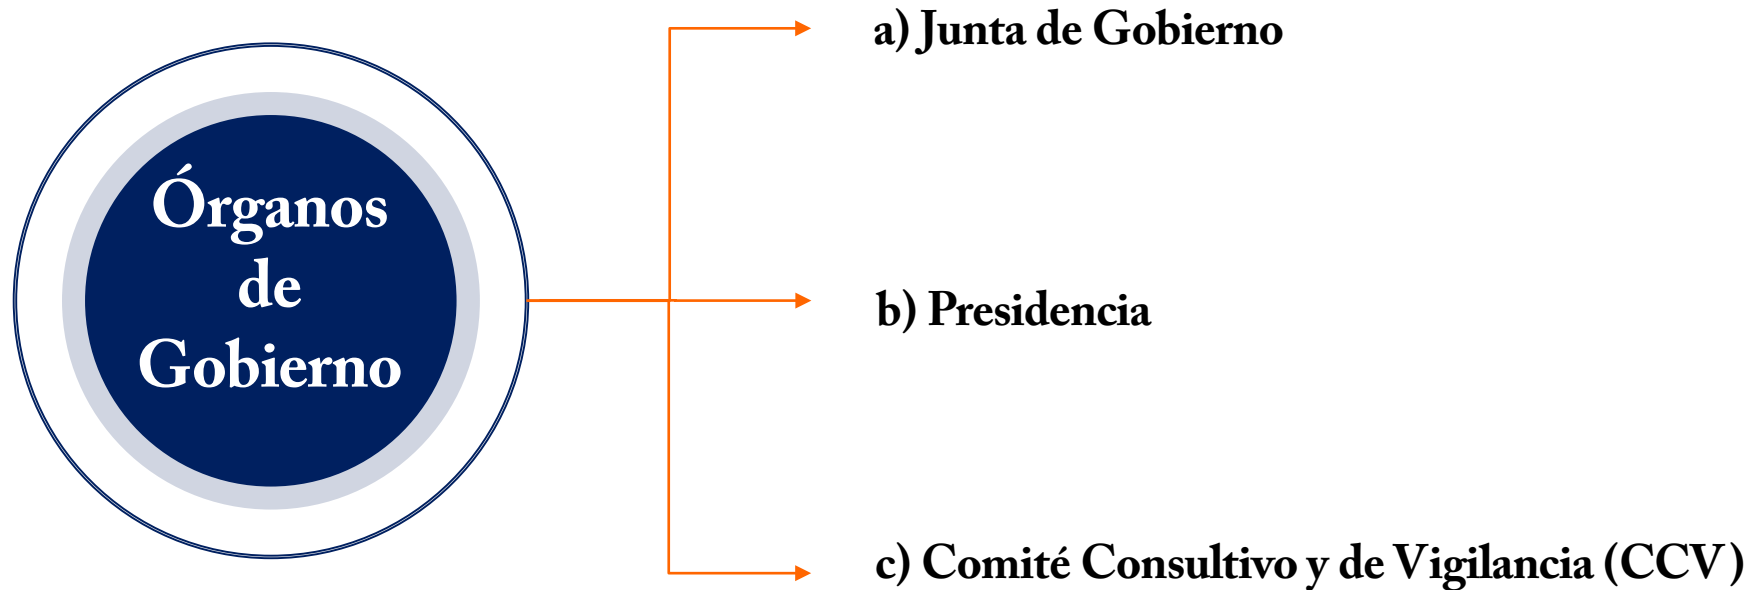 Órganos
de
Gobierno
a) Junta de Gobierno
b) Presidencia
c) Comité Consultivo y de Vigilancia (CCV)